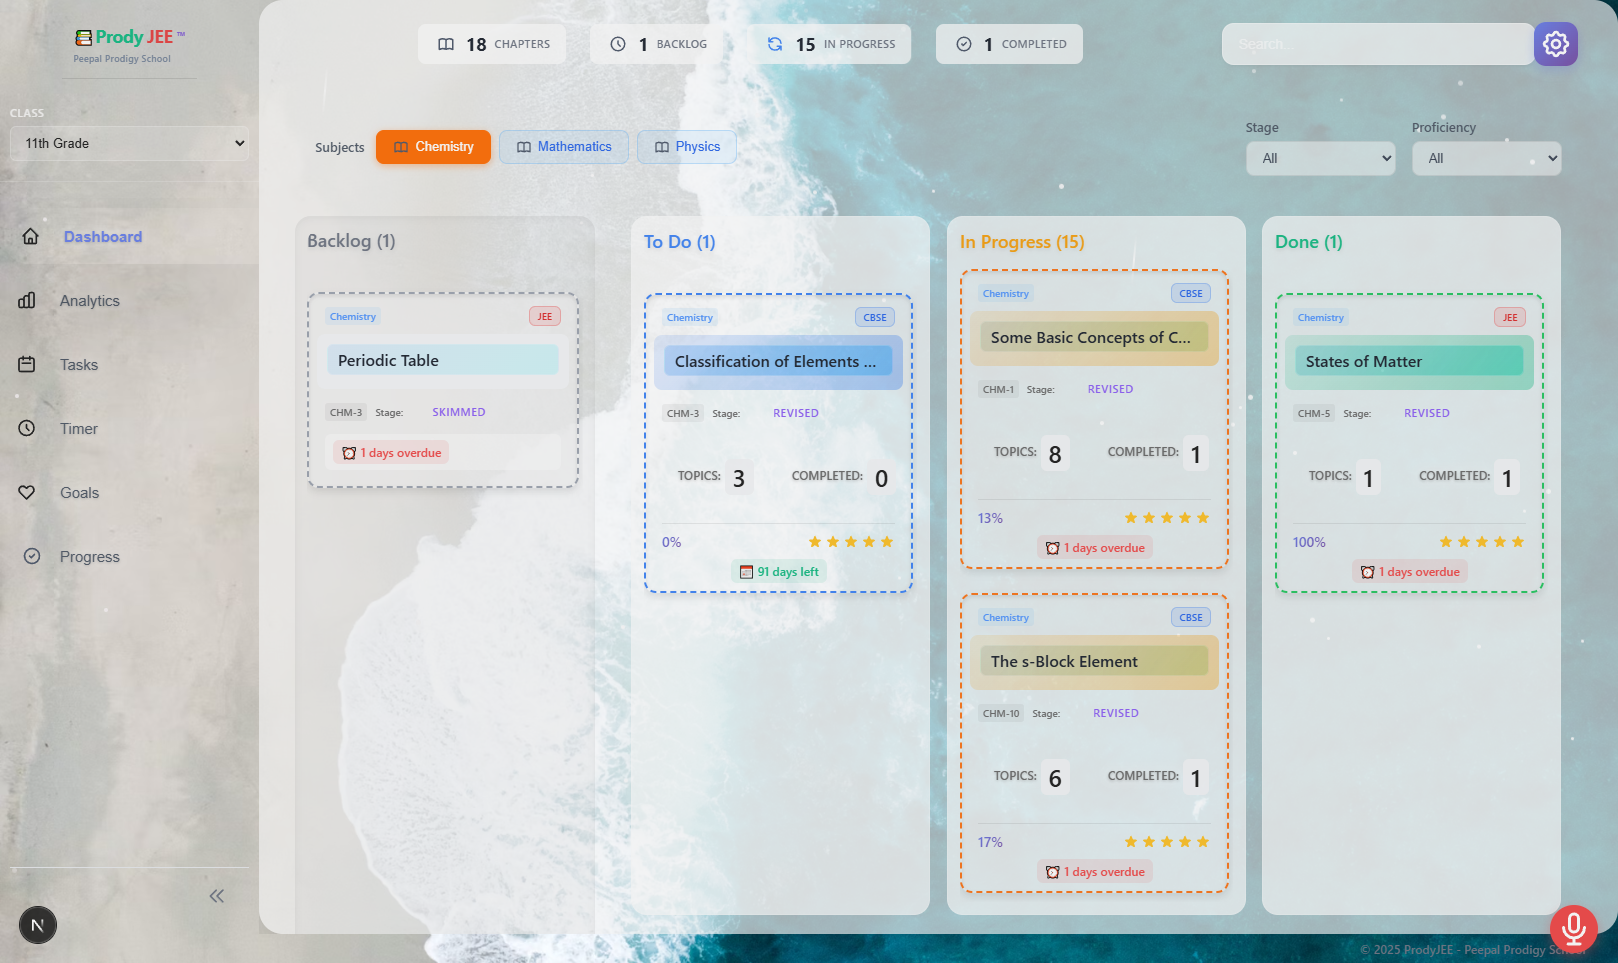 Prody JEE ™
Peepal Prodigy School
CLASS
11th Grade
Dashboard
Analytics
Tasks
Timer
Goals
Progress
N
18 CHAPTERS
1 BACKLOG
15 IN PROGRESS
1 COMPLETED
Search...
Subjects
Chemistry
Mathematics
Physics
Stage
All
Proficiency
All
Backlog (1)
Chemistry
JEE
Periodic Table
CHM-3 Stage: SKIMMED
1 days overdue
To Do (1)
Chemistry
CBSE
Classification of Elements ...
CHM-3 Stage: REVISED
TOPICS: 3 COMPLETED: 0
0%
91 days left
In Progress (15)
Chemistry
CBSE
Some Basic Concepts of C...
CHM-1 Stage: REVISED
TOPICS: 8 COMPLETED: 1
13%
1 days overdue
Chemistry
CBSE
The s-Block Element
CHM-10 Stage: REVISED
TOPICS: 6 COMPLETED: 1
17%
1 days overdue
Done (1)
Chemistry
JEE
States of Matter
CHM-5 Stage: REVISED
TOPICS: 1 COMPLETED: 1
100%
1 days overdue
© 2025 ProdyJEE - Peepal Prodigy School